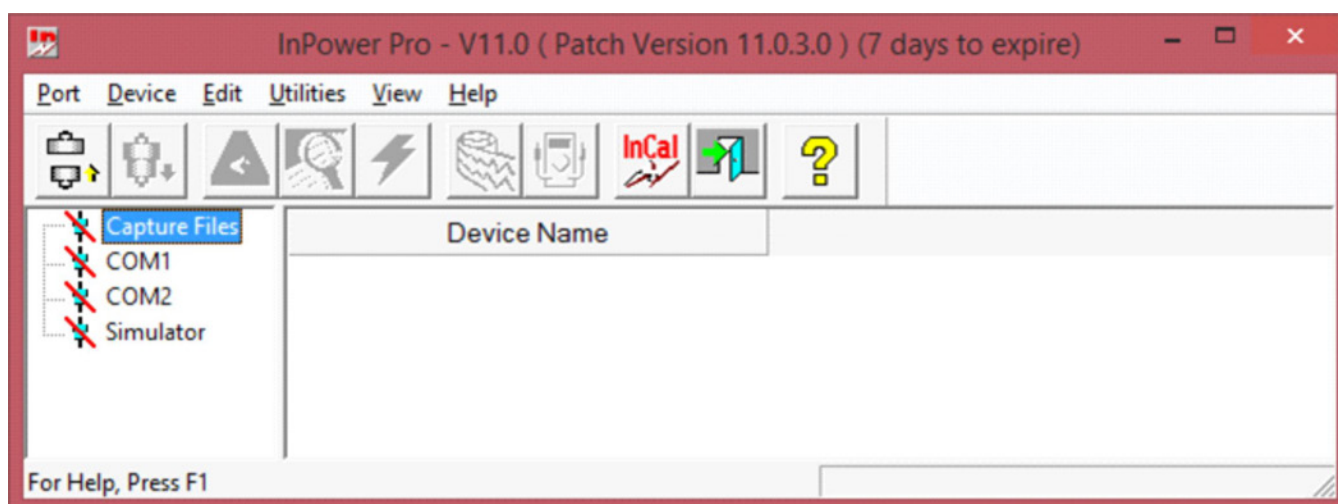 In
InPower Pro - V11.0 ( Patch Version 11.0.3.0 ) (7 days to expire)
Port Device Edit Utilities View Help
InCal
?
Capture Files
COM1
COM2
Simulator
Device Name
For Help, Press F1